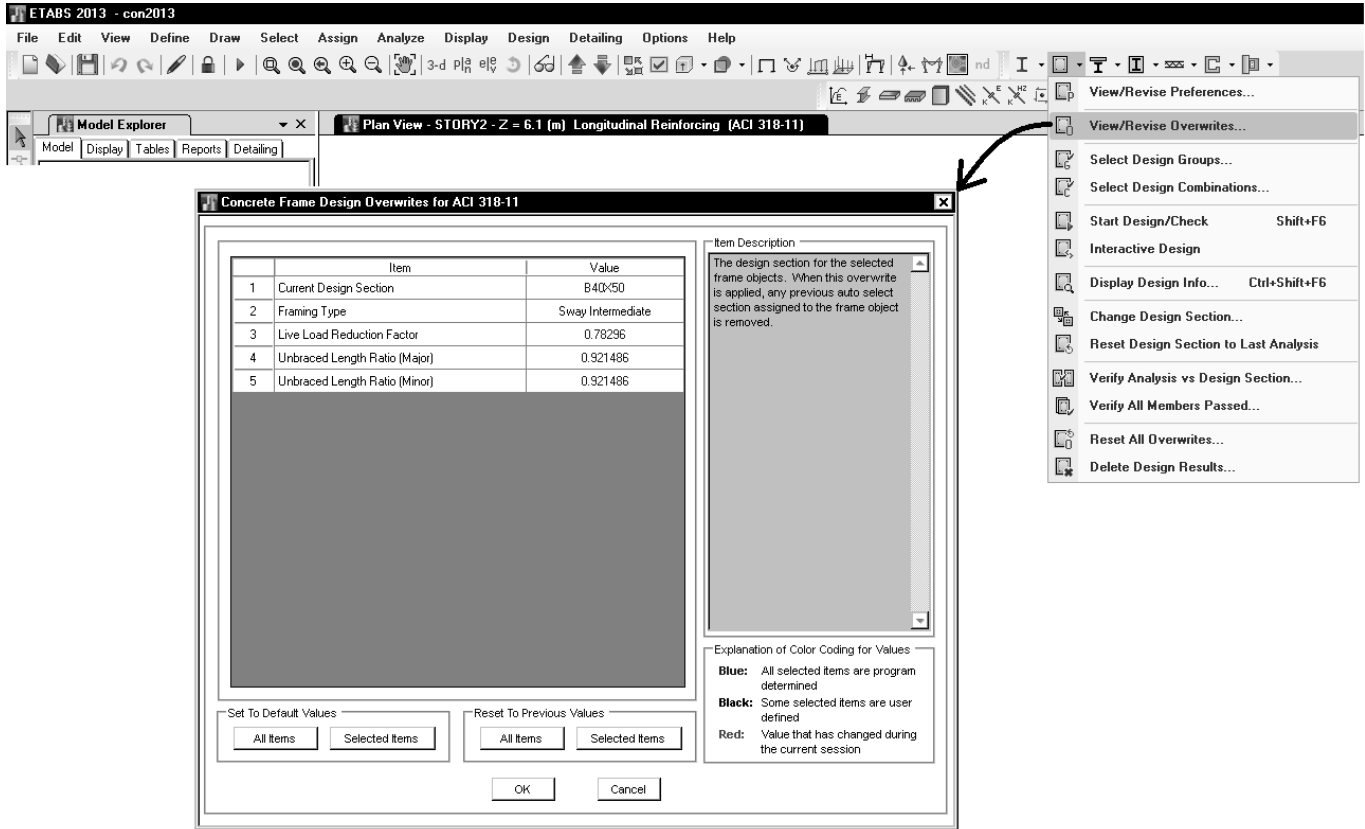 ETABS 2013 - con2013
File Edit View Define Draw Select Assign Analyze Display Design Detailing Options Help
3-d nd
Model Explorer
Plan View - STORY2 - Z = 6.1 (m) Longitudinal Reinforcing (ACI 318-11)
Model Display Tables Reports Detailing
View/Revise Preferences...
View/Revise Overwrites...
Select Design Groups...
Select Design Combinations...
Start Design/Check Shift+F6
Interactive Design
Display Design Info... Ctrl+Shift+F6
Change Design Section...
Reset Design Section to Last Analysis
Verify Analysis vs Design Section...
Verify All Members Passed...
Reset All Overwrites...
Delete Design Results...
Concrete Frame Design Overwrites for ACI 318-11
Item Value
1 Current Design Section B40X50
2 Framing Type Sway Intermediate
3 Live Load Reduction Factor 0.78296
4 Unbraced Length Ratio (Major) 0.921486
5 Unbraced Length Ratio (Minor) 0.921486
Item Description
The design section for the selected
frame objects. When this overwrite
is applied, any previous auto select
section assigned to the frame object
is removed.
Explanation of Color Coding for Values
Blue: All selected items are program
determined
Black: Some selected items are user
defined
Red: Value that has changed during
the current session
Set To Default Values
All Items Selected Items
Reset To Previous Values
All Items Selected Items
OK Cancel